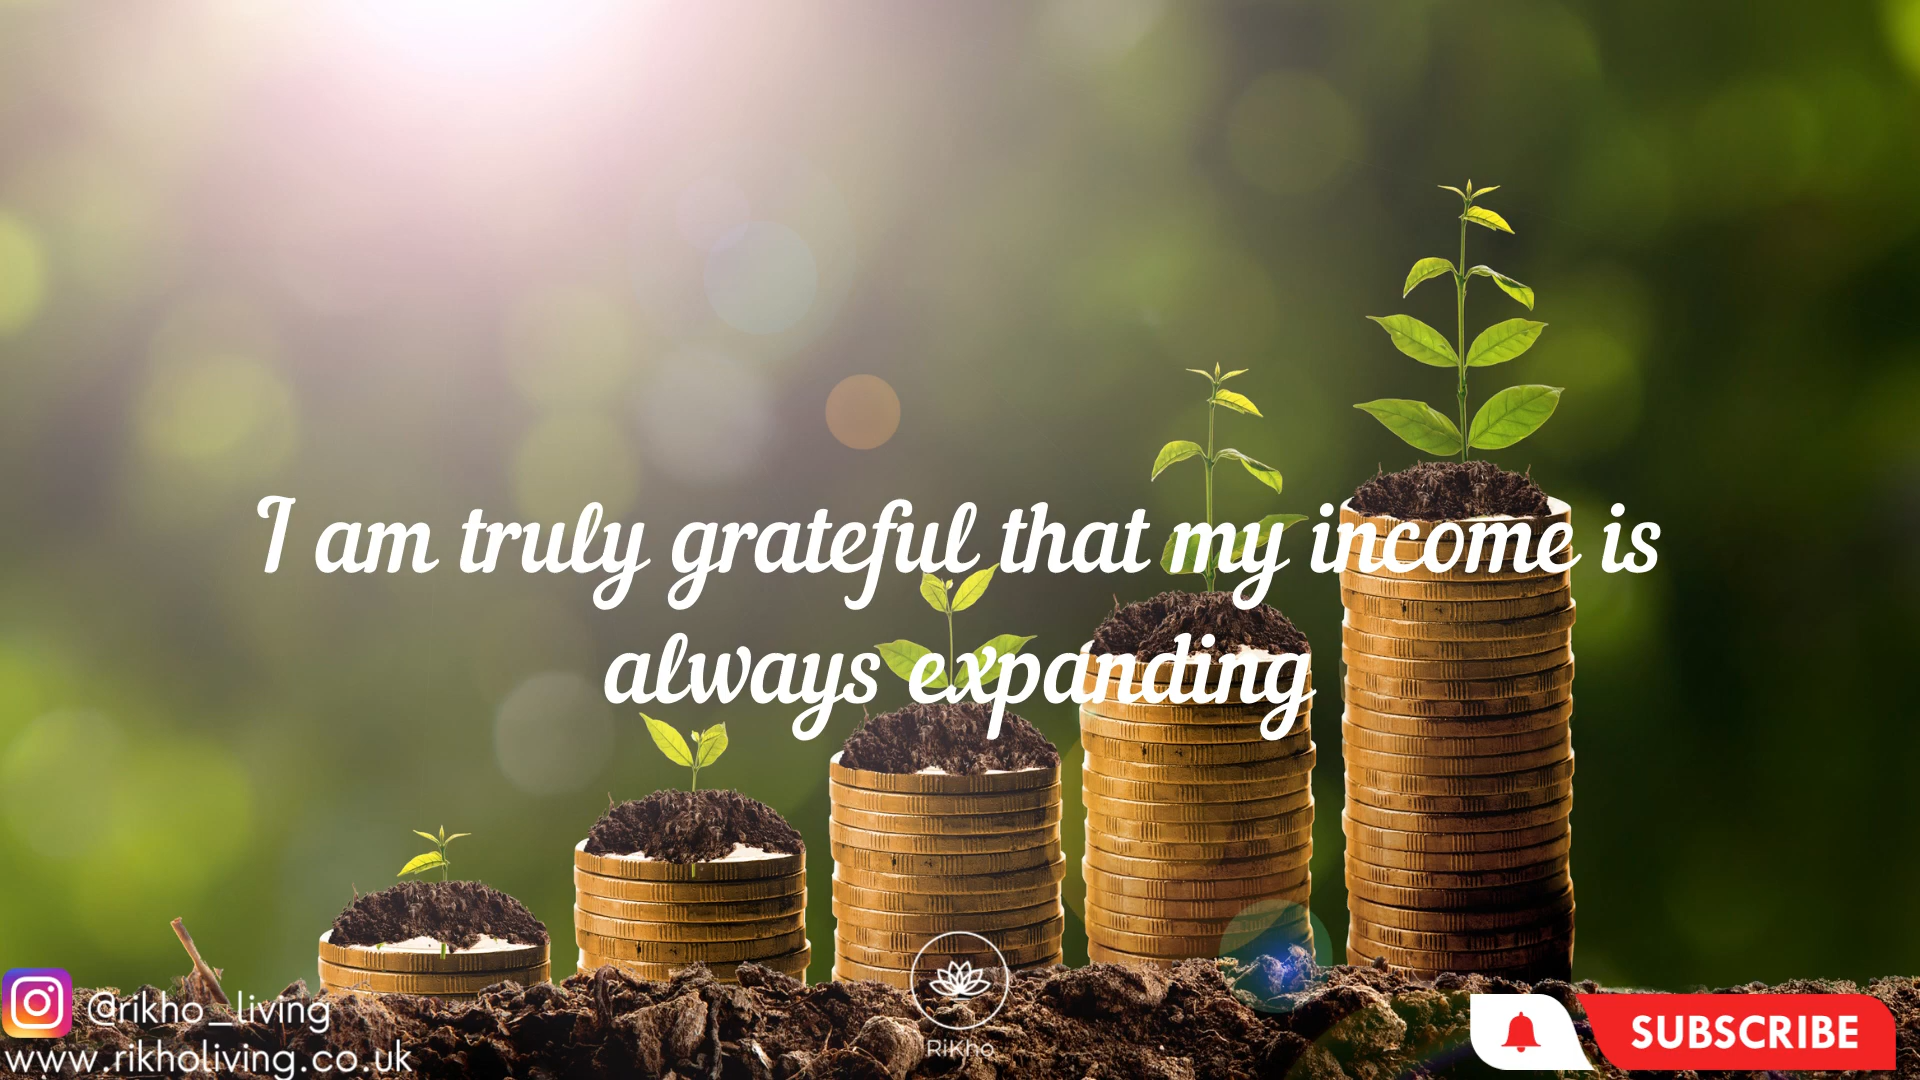 I am truly grateful that my income is
always expanding
@rikho_living
www.rikholiving.co.uk
RiKho
SUBSCRIBE